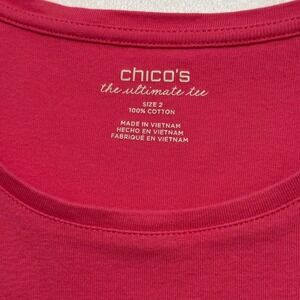 chico's
the ultimate tee
SIZE 2
100% COTTON
MADE IN VIETNAM
HECHO EN VIETNAM
FABRIQUÉ EN VIETNAM